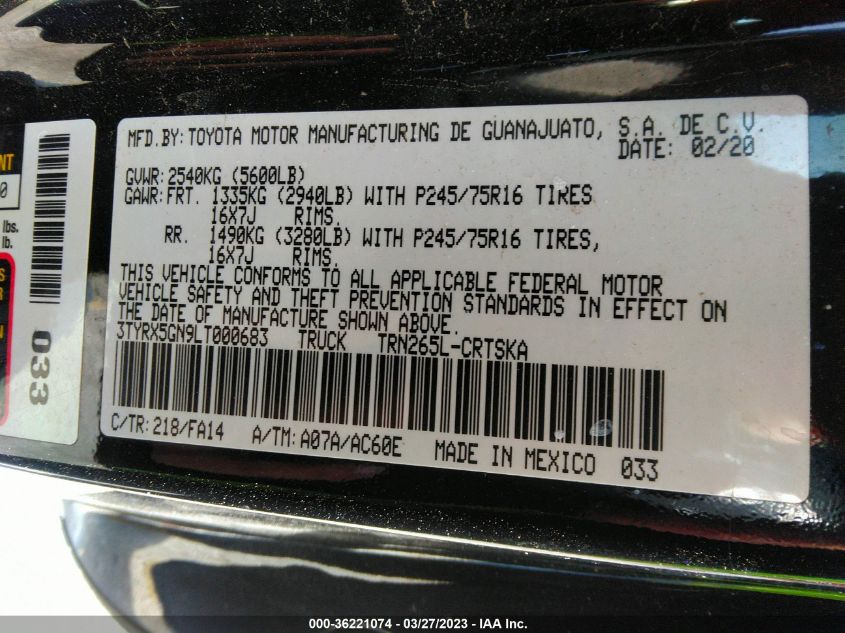 MFD.BY: TOYOTA MOTOR MANUFACTURING DE GUANAJUATO, S.A. DE C.V.
DATE: 02/20
GVWR: 2540KG (5600LB)
GAWR: FRT. 1335KG (2940LB) WITH P245/75R16 TIRES
16X7J RIMS.
RR. 1490KG (3280LB) WITH P245/75R16 TIRES,
16X7J RIMS.
THIS VEHICLE CONFORMS TO ALL APPLICABLE FEDERAL MOTOR
VEHICLE SAFETY AND THEFT PREVENTION STANDARDS IN EFFECT ON
THE DATE OF MANUFACTURE SHOWN ABOVE.
3TYRX5GN9LT000683 TRUCK TRN265L-CRTSKA
C/TR: 218/FA14 A/TM: A07A/AC60E MADE IN MEXICO 033
lbs.
lb.
033
000-36221074 - 03/27/2023 - IAA Inc.